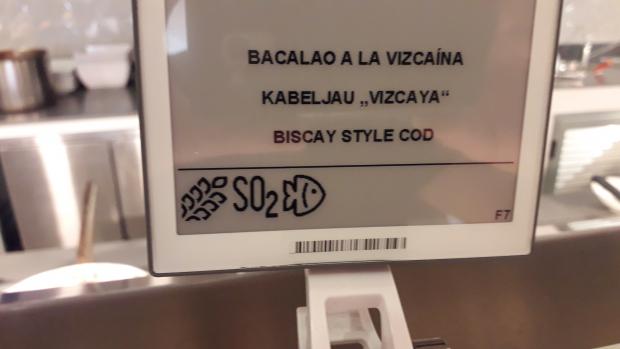 BACALAO A LA VIZCAÍNA
KABELJAU „VIZCAYA“
BISCAY STYLE COD
SO2
F7